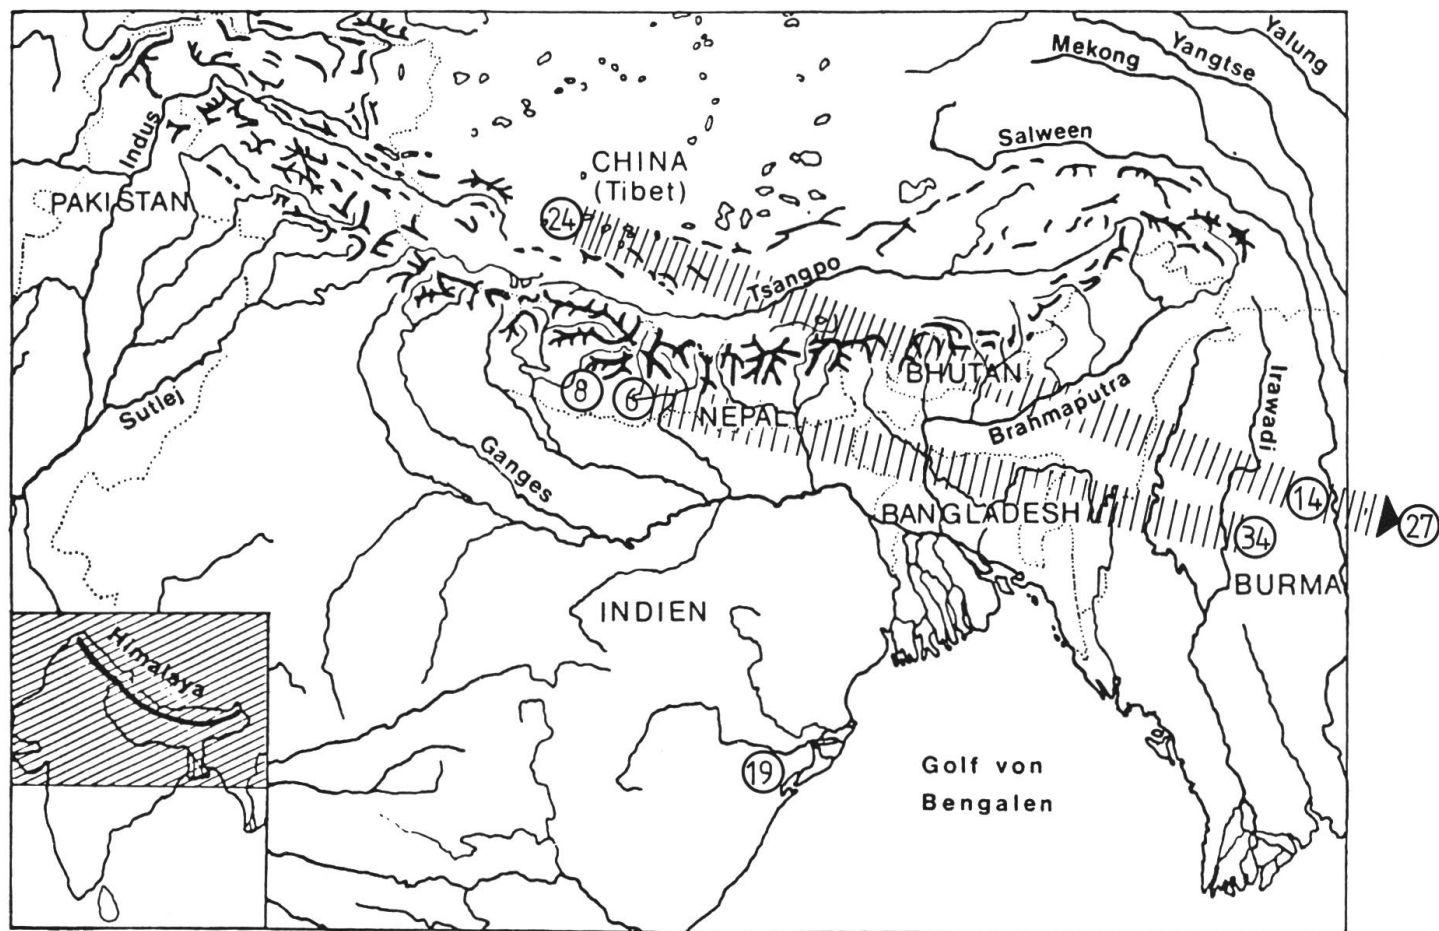 Yalung
Yangtse
Mekong
Salween
Indus
CHINA
(Tibet)
PAKISTAN
24
Tsangpo
BHUTAN
Irawadi
8
6
NEPAL
Brahmaputra
Sutlej
Ganges
14
BANGLADESH
27
34
BURMA
INDIEN
Himalaya
19
Golf von
Bengalen